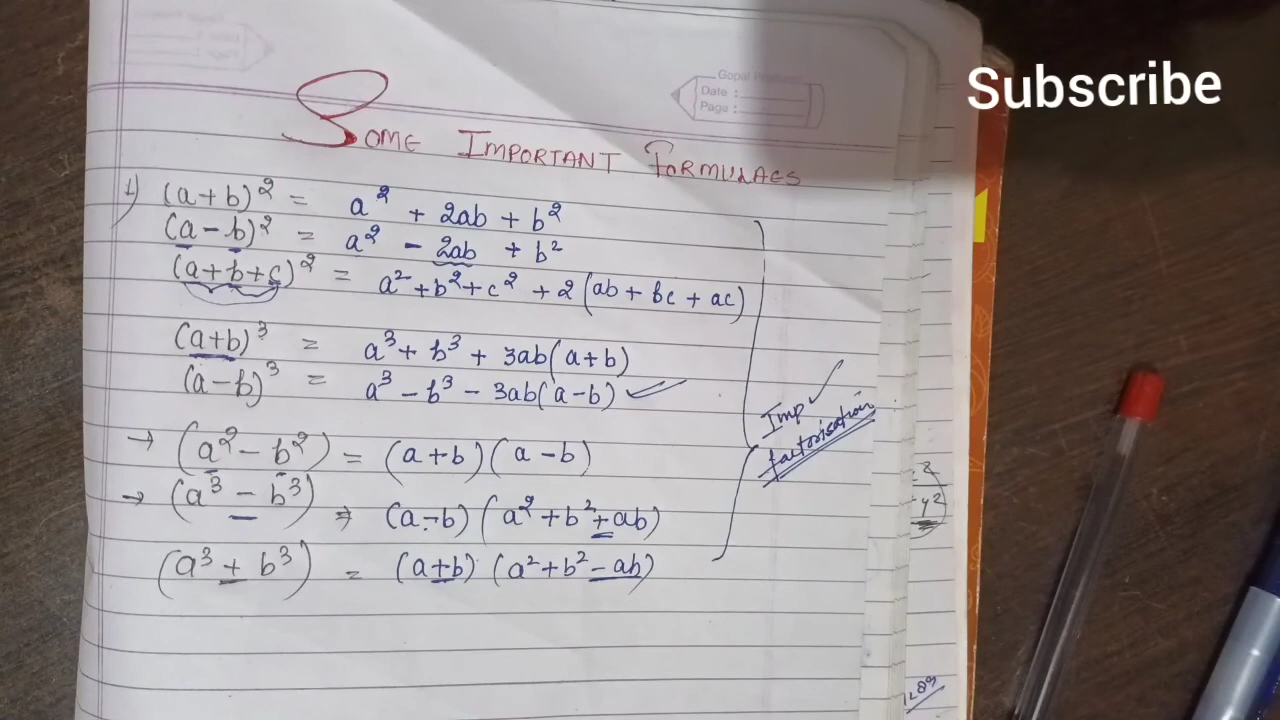 Subscribe
Gopal
Date :
Page :
SOME IMPORTANT FORMULAES
1) (a+b)² = a² + 2ab + b²
(a-b)² = a² - 2ab + b²
(a+b+c)² = a²+b²+c² + 2(ab + bc + ac)
(a+b)³ = a³ + b³ + 3ab(a+b)
(a-b)³ = a³ - b³ - 3ab(a-b) ✓
Imp ✓
factorisation
→ (a² - b²) = (a+b)(a-b)
→ (a³ - b³) ⇒ (a-b)(a²+b²+ab)
(a³ + b³) = (a+b)(a²+b²-ab)